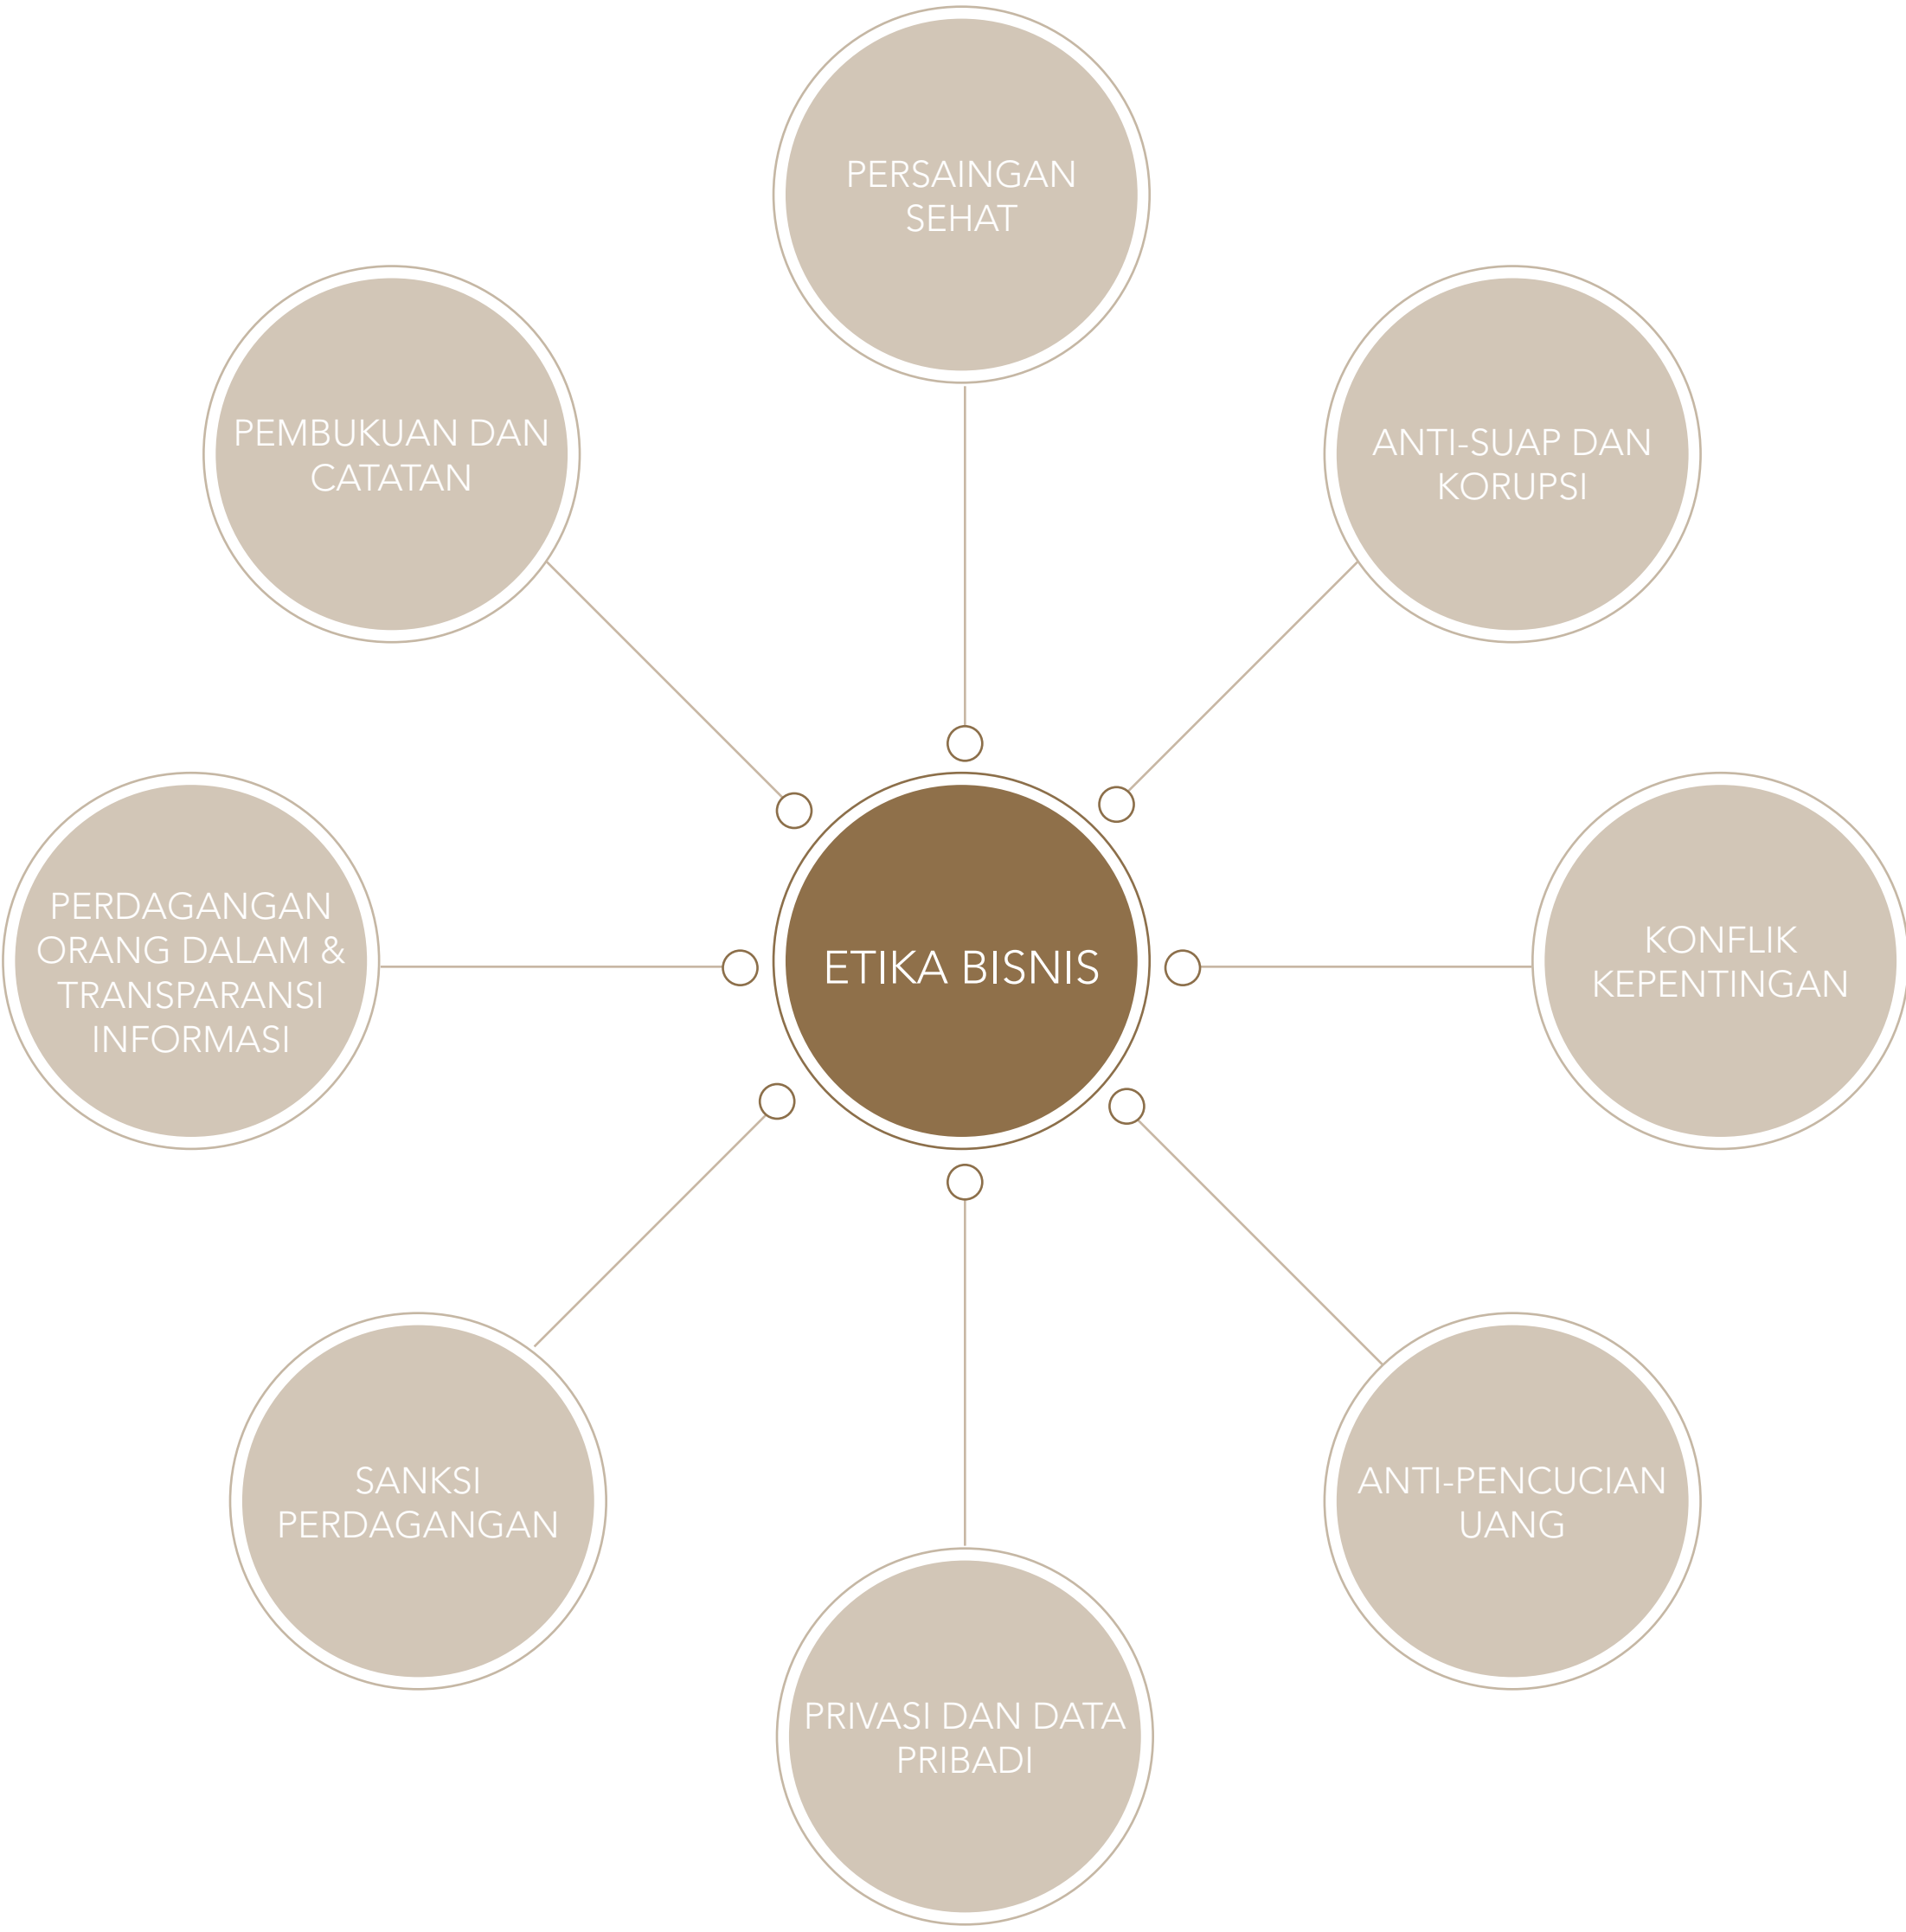 PERSAINGAN
SEHAT
PEMBUKUAN DAN
CATATAN
ANTI-SUAP DAN
KORUPSI
PERDAGANGAN
ORANG DALAM &
TRANSPARANSI
INFORMASI
ETIKA BISNIS
KONFLIK
KEPENTINGAN
SANKSI
PERDAGANGAN
ANTI-PENCUCIAN
UANG
PRIVASI DAN DATA
PRIBADI